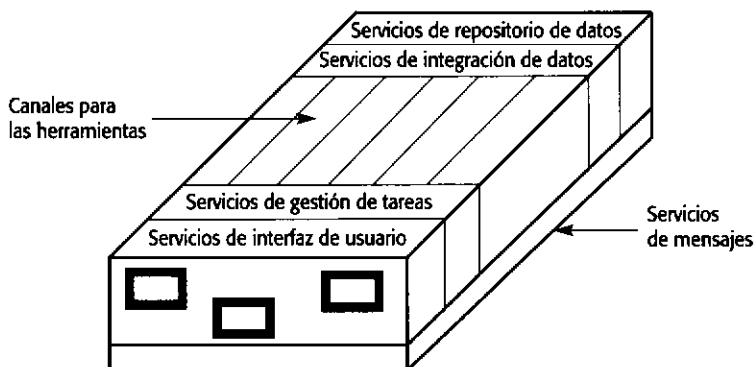 Servicios de repositorio de datos
Servicios de integración de datos
Canales para
las herramientas
Servicios de gestión de tareas
Servicios de interfaz de usuario
Servicios
de mensajes